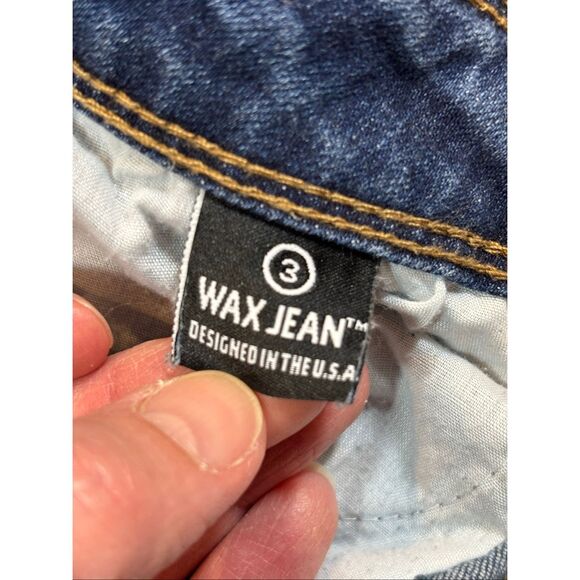 3
WAX JEAN™
DESIGNED IN THE U.S.A